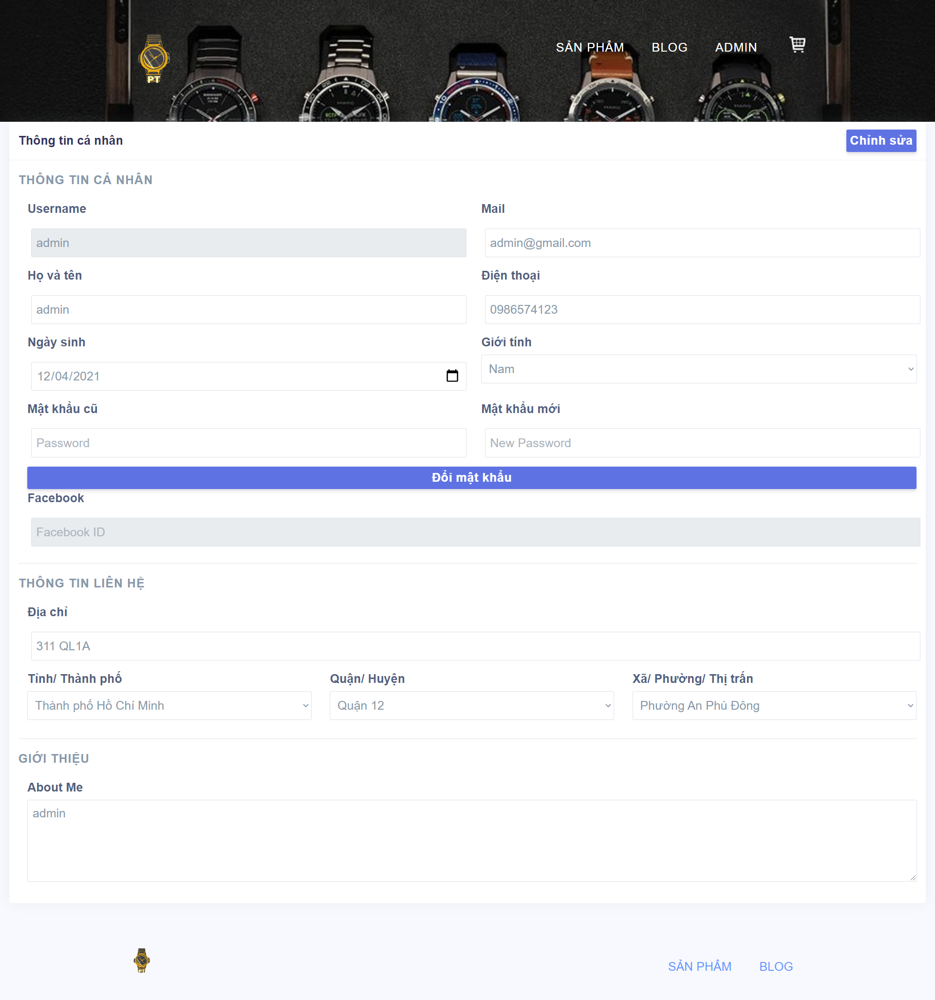 SẢN PHẨM BLOG ADMIN
PT
Thông tin cá nhân Chỉnh sửa
THÔNG TIN CÁ NHÂN
Username Mail
admin admin@gmail.com
Họ và tên Điện thoại
admin 0986574123
Ngày sinh Giới tính
12/04/2021 Nam
Mật khẩu cũ Mật khẩu mới
Password New Password
Đổi mật khẩu
Facebook
Facebook ID
THÔNG TIN LIÊN HỆ
Địa chỉ
311 QL1A
Tỉnh/ Thành phố Quận/ Huyện Xã/ Phường/ Thị trấn
Thành phố Hồ Chí Minh Quận 12 Phường An Phú Đông
GIỚI THIỆU
About Me
admin
PT
SẢN PHẨM BLOG